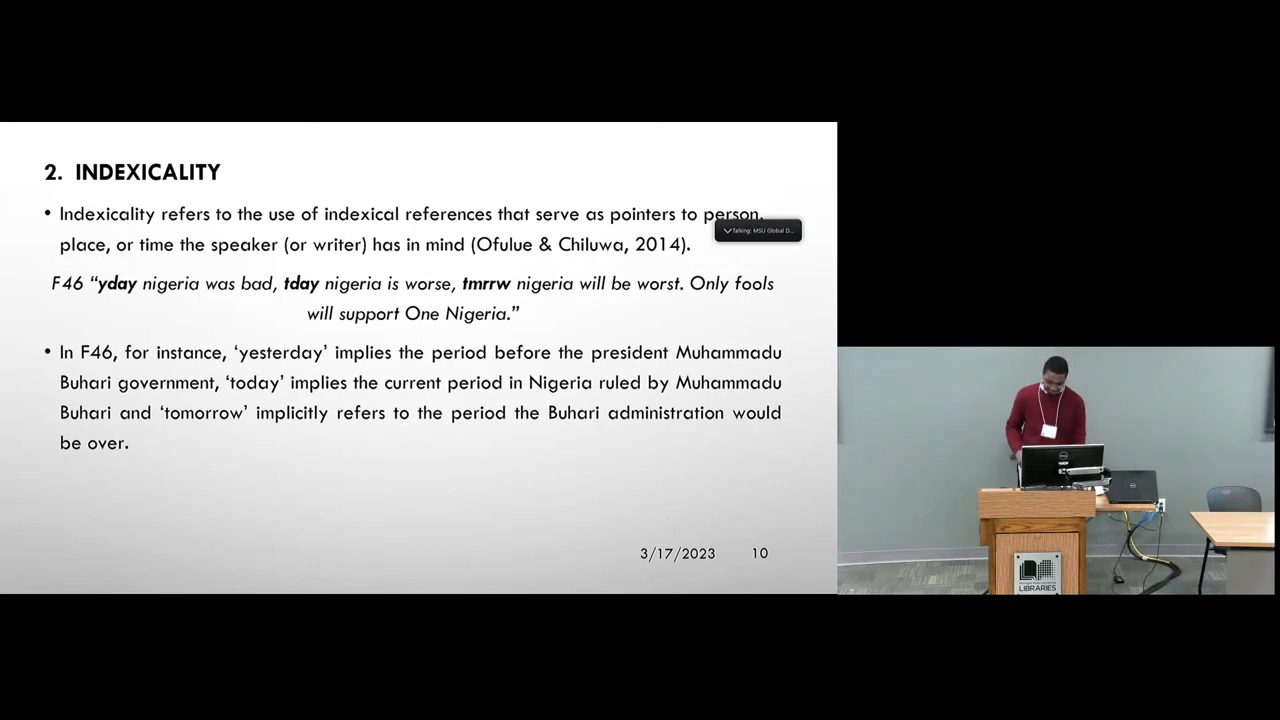 2. INDEXICALITY
• Indexicality refers to the use of indexical references that serve as pointers to person,
Talking: MSU Global D...
place, or time the speaker (or writer) has in mind (Ofulue & Chiluwa, 2014).
F46 “yday nigeria was bad, tday nigeria is worse, tmrrw nigeria will be worst. Only fools
will support One Nigeria.”
• In F46, for instance, ‘yesterday’ implies the period before the president Muhammadu
Buhari government, ‘today’ implies the current period in Nigeria ruled by Muhammadu
Buhari and ‘tomorrow’ implicitly refers to the period the Buhari administration would
be over.
3/17/2023 10
LIBRARIES